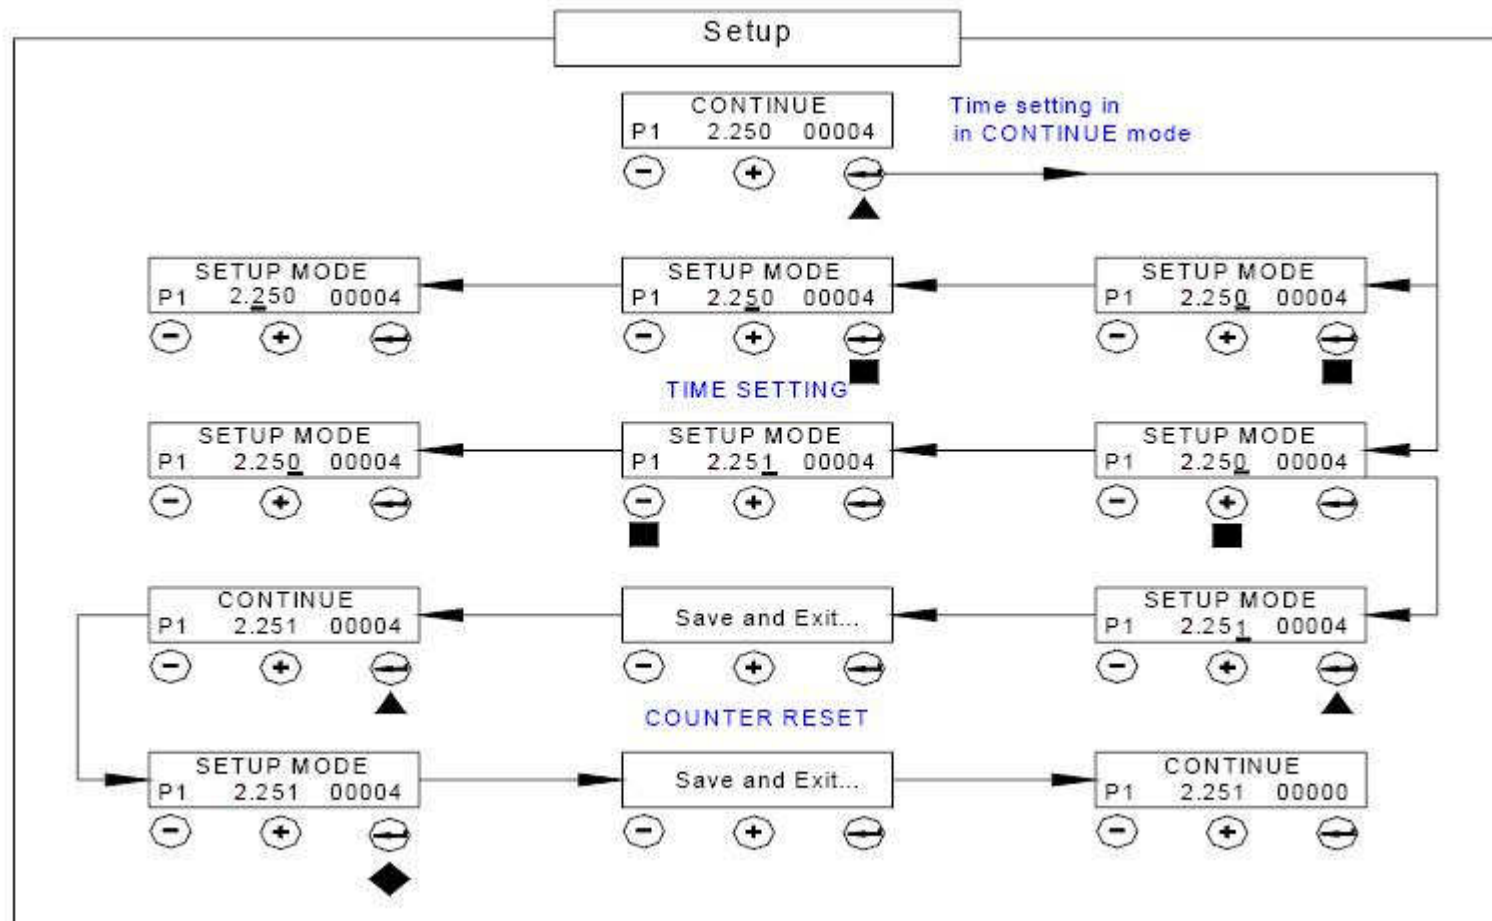 Setup
CONTINUE
P1 2.250 00004
Time setting in
in CONTINUE mode
SETUP MODE
P1 2.250 00004
SETUP MODE
P1 2.250 00004
SETUP MODE
P1 2.250 00004
TIME SETTING
SETUP MODE
P1 2.250 00004
SETUP MODE
P1 2.251 00004
SETUP MODE
P1 2.250 00004
CONTINUE
P1 2.251 00004
Save and Exit...
SETUP MODE
P1 2.251 00004
COUNTER RESET
SETUP MODE
P1 2.251 00004
Save and Exit...
CONTINUE
P1 2.251 00000